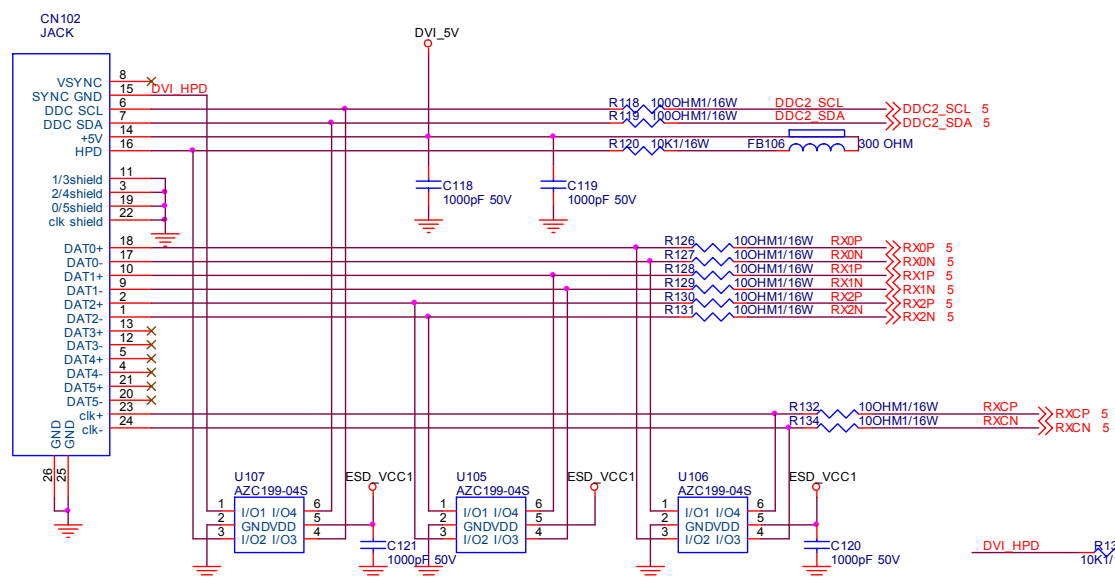 CN102
JACK
DVI_5V
VSYNC 8
SYNC GND 15 DVI_HPD
DDC SCL 6 R118 100OHM1/16W DDC2_SCL DDC2_SCL 5
DDC SDA 7 R119 100OHM1/16W DDC2_SDA DDC2_SDA 5
+5V 14
HPD 16 R120 10K1/16W FB106 300 OHM
1/3shield 11
2/4shield 3
0/5shield 19
clk shield 22
C118
1000pF 50V
C119
1000pF 50V
DAT0+ 18 R126 10OHM1/16W RX0P RX0P 5
DAT0- 17 R127 10OHM1/16W RX0N RX0N 5
DAT1+ 10 R128 10OHM1/16W RX1P RX1P 5
DAT1- 9 R129 10OHM1/16W RX1N RX1N 5
DAT2+ 2 R130 10OHM1/16W RX2P RX2P 5
DAT2- 1 R131 10OHM1/16W RX2N RX2N 5
DAT3+ 13
DAT3- 12
DAT4+ 5
DAT4- 4
DAT5+ 21
DAT5- 20
clk+ 23 R132 10OHM1/16W RXCP RXCP 5
clk- 24 R134 10OHM1/16W RXCN RXCN 5
GND GND
26 25
U107
AZC199-04S
ESD_VCC1
1 I/O1 I/O4 6
2 GND VDD 5
3 I/O2 I/O3 4
C121
1000pF 50V
U105
AZC199-04S
ESD_VCC1
1 I/O1 I/O4 6
2 GND VDD 5
3 I/O2 I/O3 4
U106
AZC199-04S
ESD_VCC1
1 I/O1 I/O4 6
2 GND VDD 5
3 I/O2 I/O3 4
C120
1000pF 50V
DVI_HPD